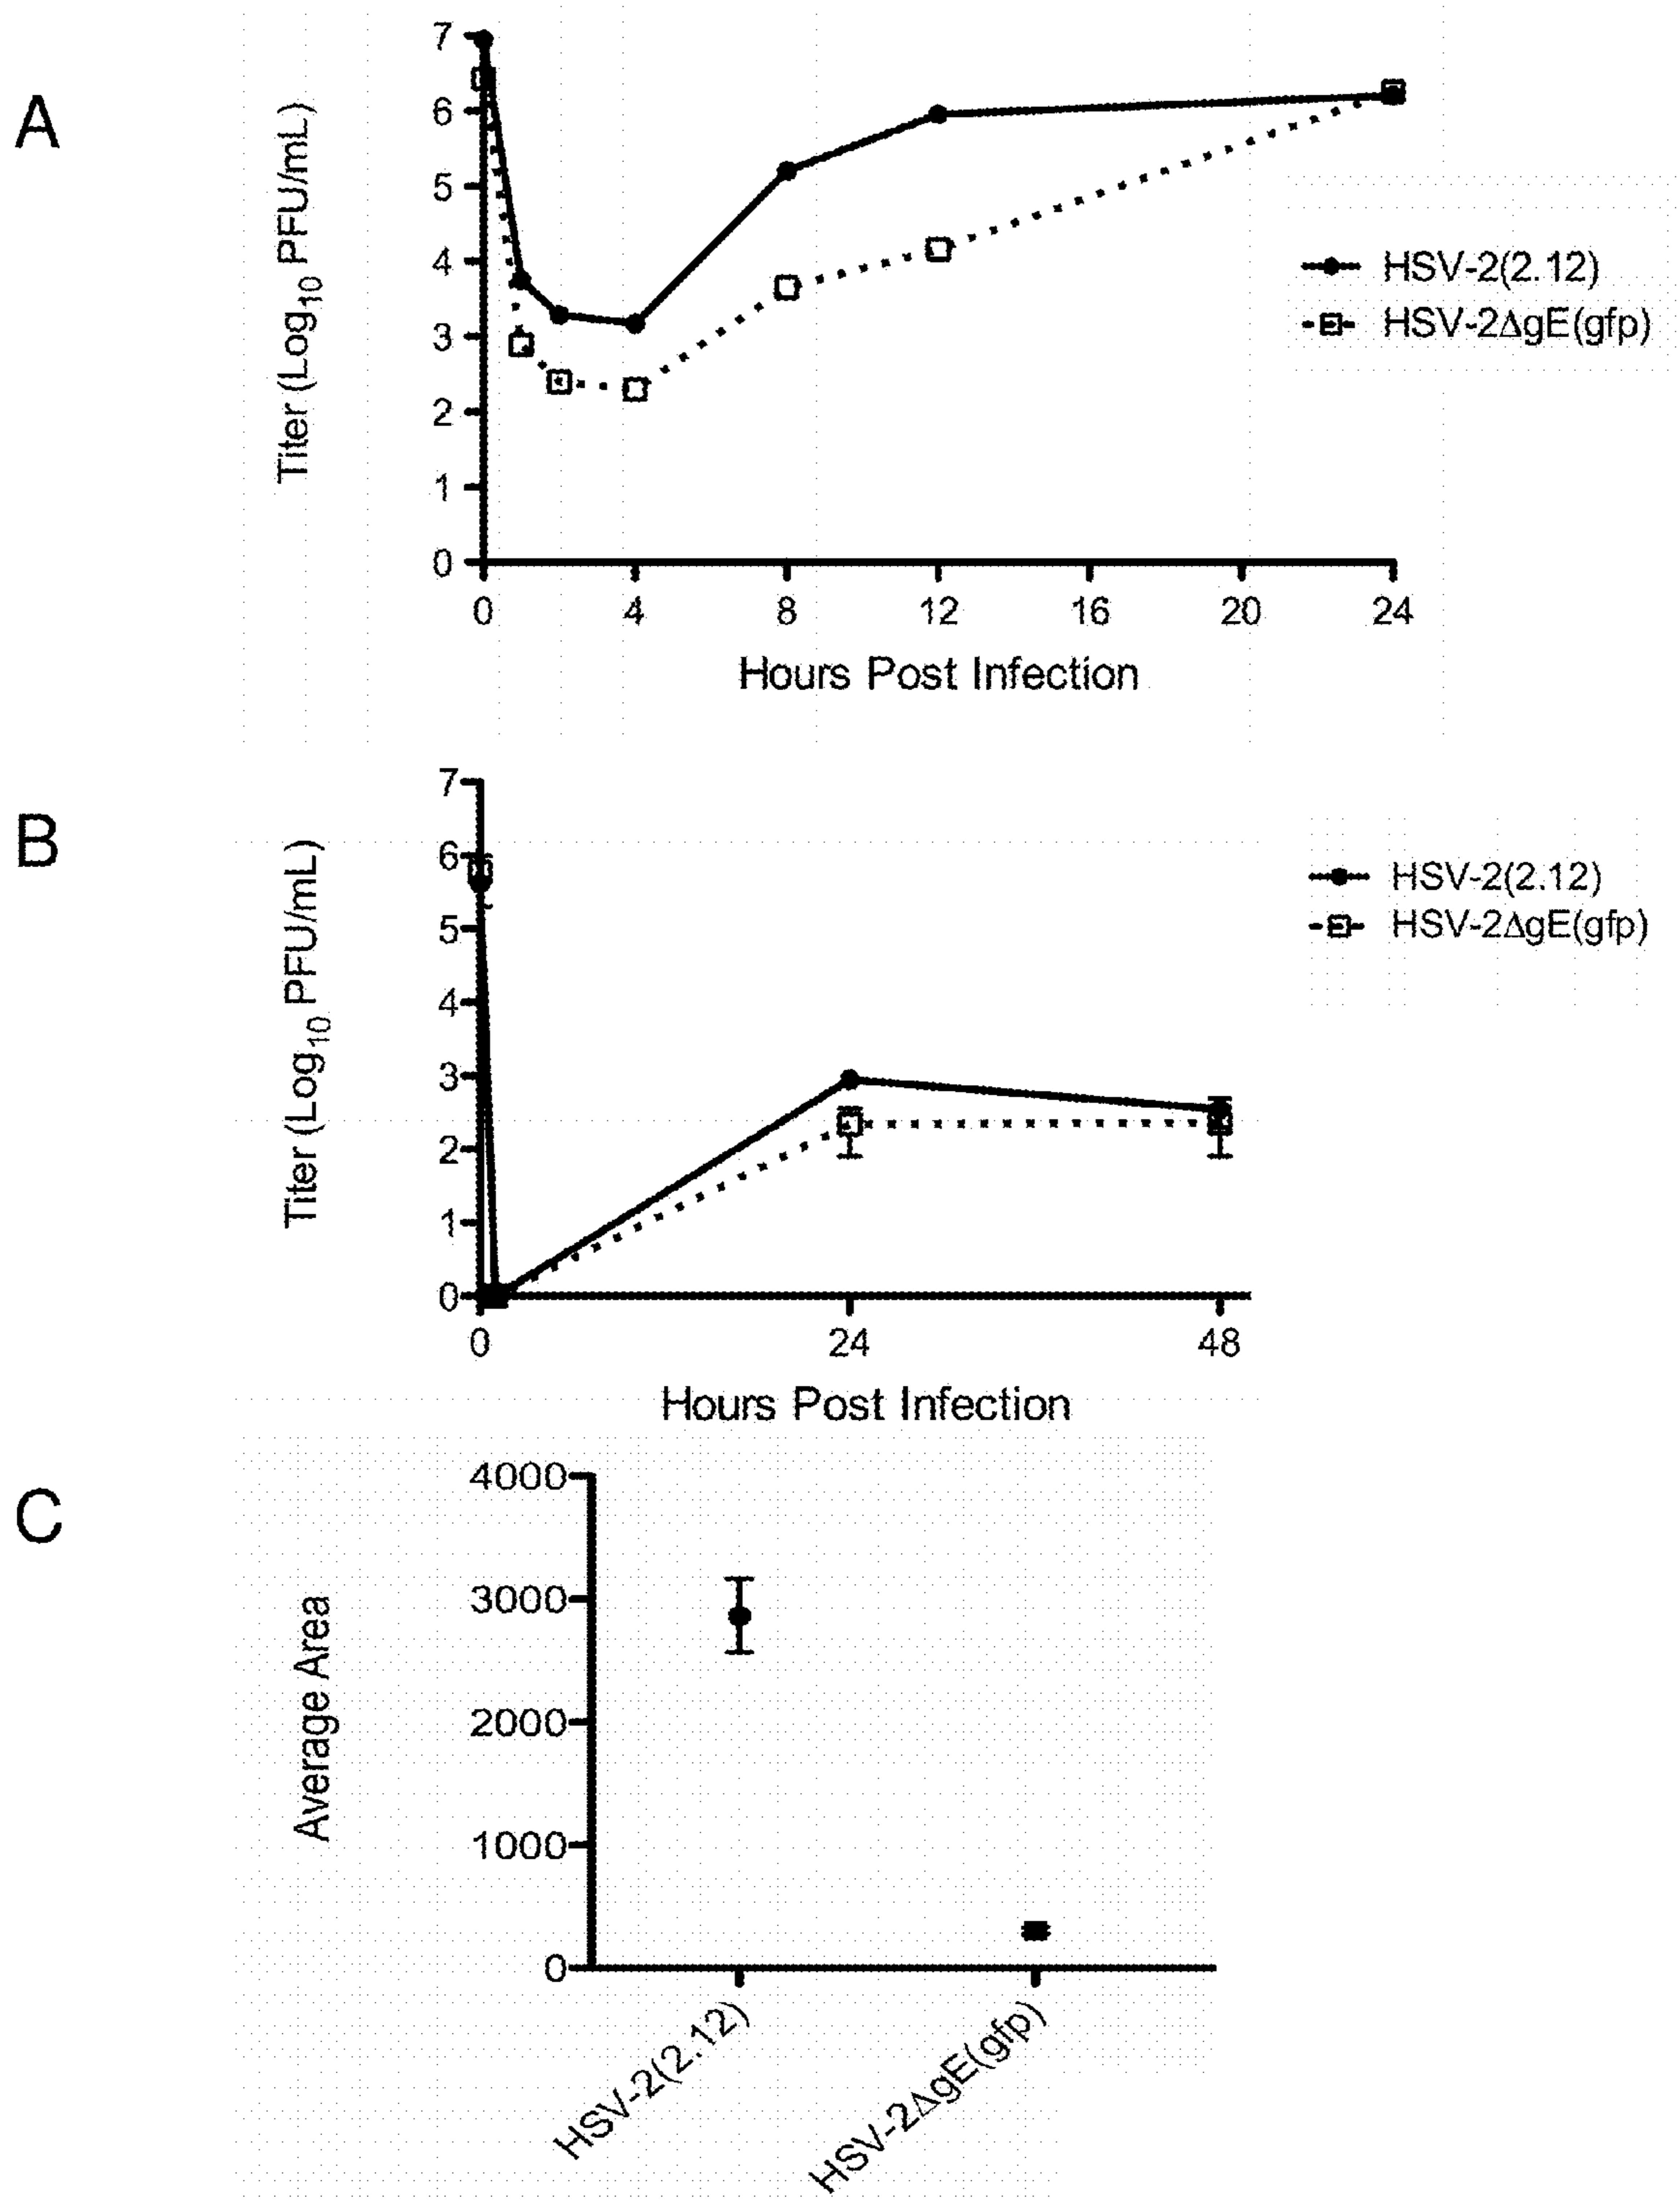 A
Titer (Log10 PFU/mL)
7
6
5
4
3
2
1
0
0 4 8 12 16 20 24
Hours Post Infection
HSV-2(2.12)
HSV-2ΔgE(gfp)
B
Titer (Log10 PFU/mL)
7
6
5
4
3
2
1
0
0 24 48
Hours Post Infection
HSV-2(2.12)
HSV-2ΔgE(gfp)
C
Average Area
4000
3000
2000
1000
0
HSV-2(2.12)
HSV-2ΔgE(gfp)